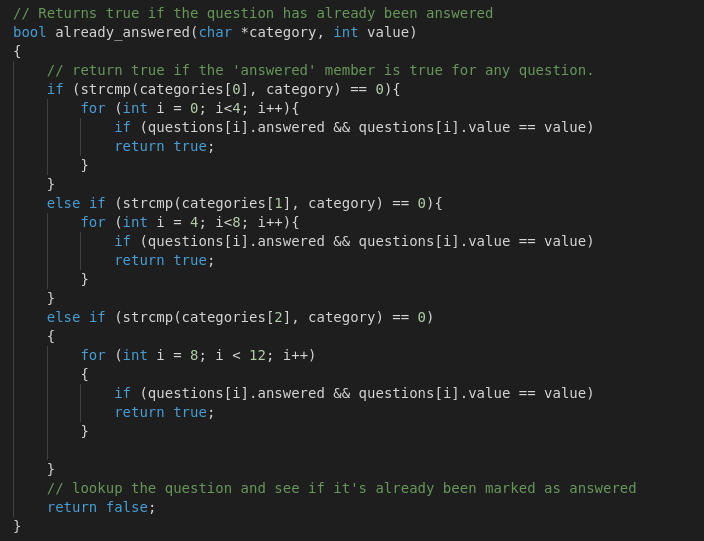 // Returns true if the question has already been answered
bool already_answered(char *category, int value)
{
    // return true if the 'answered' member is true for any question.
    if (strcmp(categories[0], category) == 0){
        for (int i = 0; i<4; i++){
            if (questions[i].answered && questions[i].value == value)
            return true;
        }
    }
    else if (strcmp(categories[1], category) == 0){
        for (int i = 4; i<8; i++){
            if (questions[i].answered && questions[i].value == value)
            return true;
        }
    }
    else if (strcmp(categories[2], category) == 0)
    {
        for (int i = 8; i < 12; i++)
        {
            if (questions[i].answered && questions[i].value == value)
            return true;
        }

    }
    // lookup the question and see if it's already been marked as answered
    return false;
}